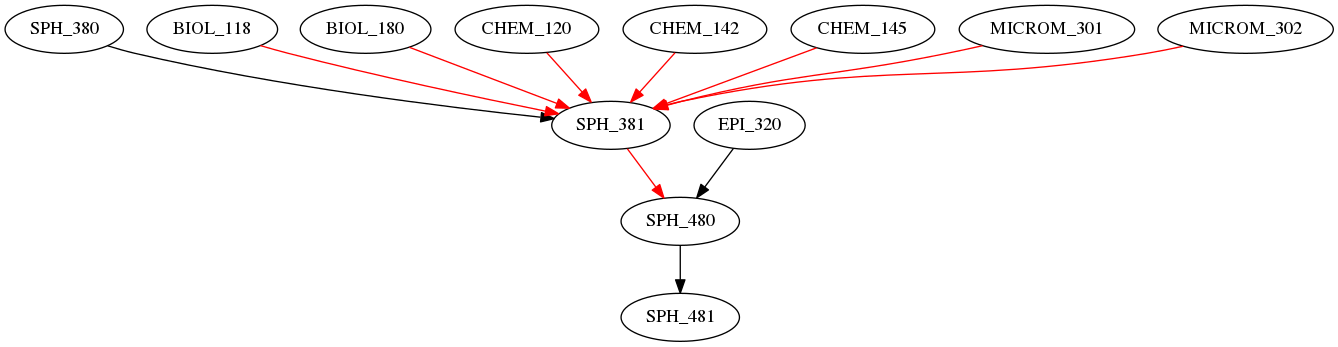 SPH_380
BIOL_118
BIOL_180
CHEM_120
CHEM_142
CHEM_145
MICROM_301
MICROM_302
SPH_381
EPI_320
SPH_480
SPH_481